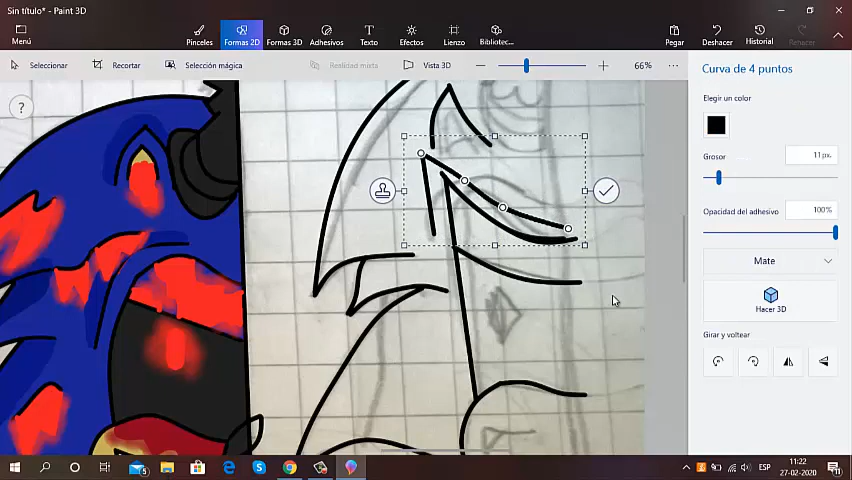 Sin título* - Paint 3D
Menú
Pinceles
Formas 2D
Formas 3D
Adhesivos
Texto
Efectos
Lienzo
Bibliotec...
Pegar
Deshacer
Historial
Rehacer
Seleccionar
Recortar
Selección mágica
Realidad mixta
Vista 3D
66%
Curva de 4 puntos
Elegir un color
Grosor
11px.
Opacidad del adhesivo
100%
Mate
Hacer 3D
Girar y voltear
?
5
ESP
11:22
27-02-2020
11